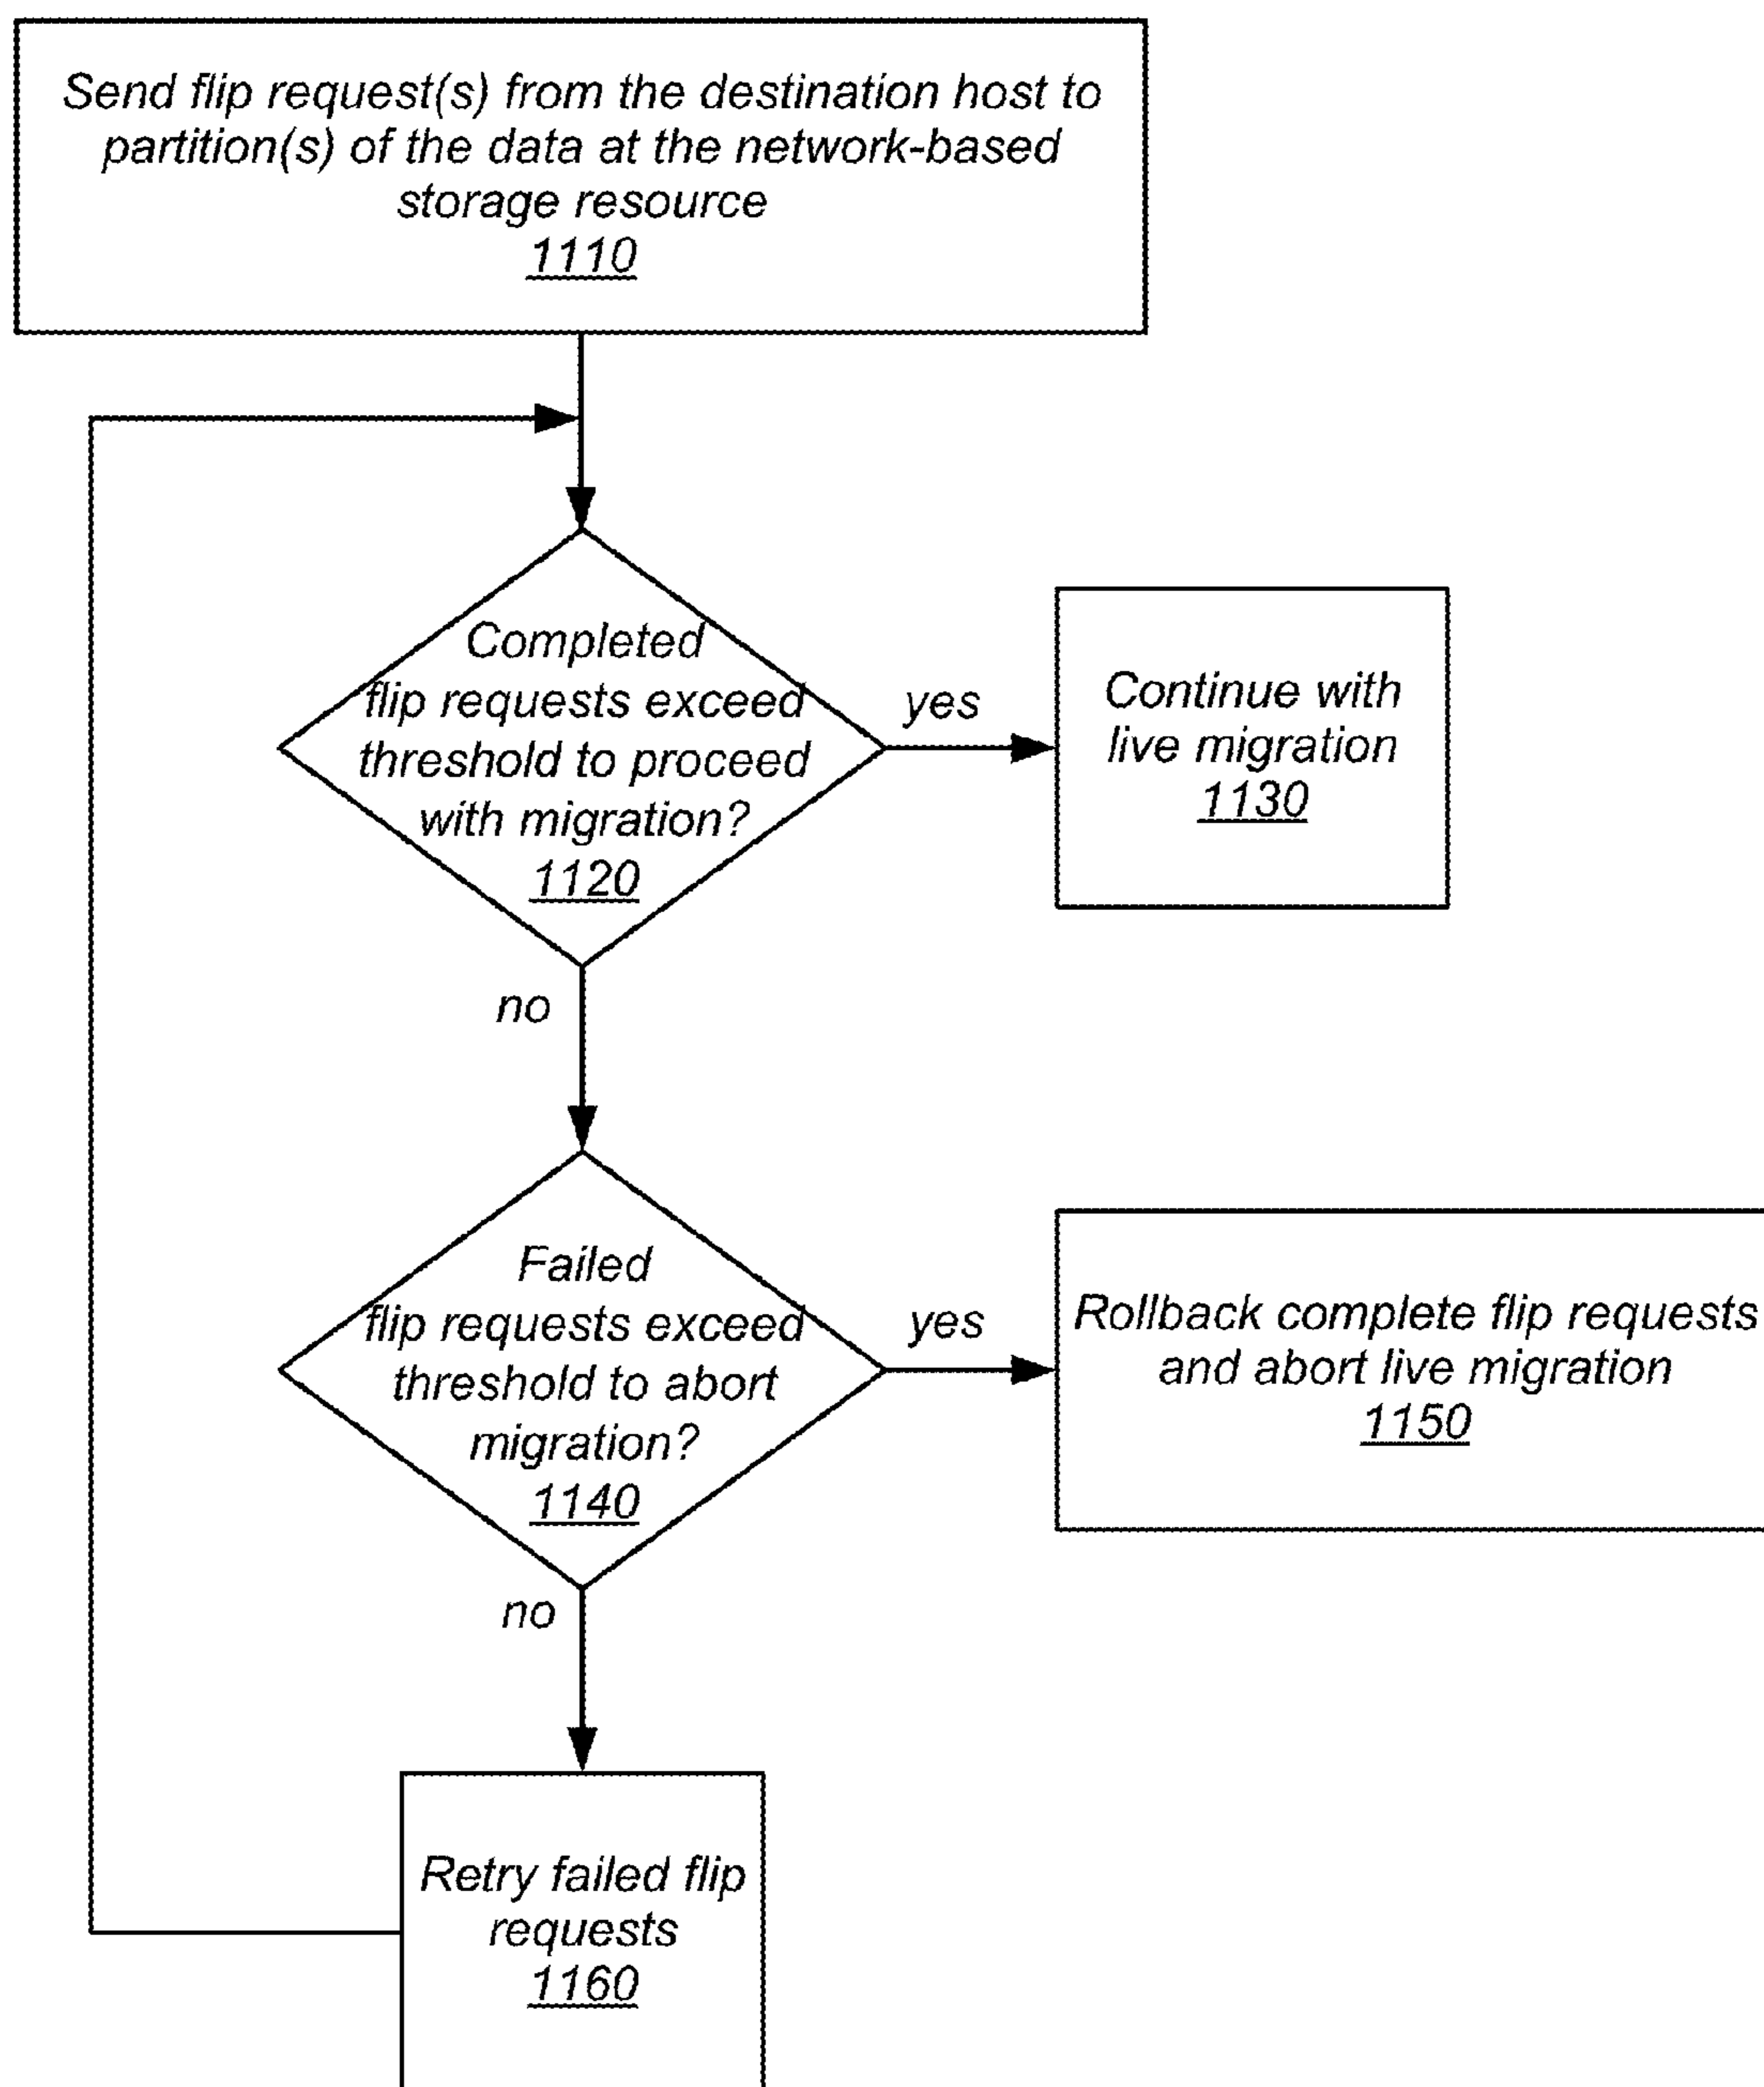 Send flip request(s) from the destination host to
partition(s) of the data at the network-based
storage resource
1110
Completed
flip requests exceed
threshold to proceed
with migration?
1120
yes
Continue with
live migration
1130
no
Failed
flip requests exceed
threshold to abort
migration?
1140
yes
Rollback complete flip requests
and abort live migration
1150
no
Retry failed flip
requests
1160